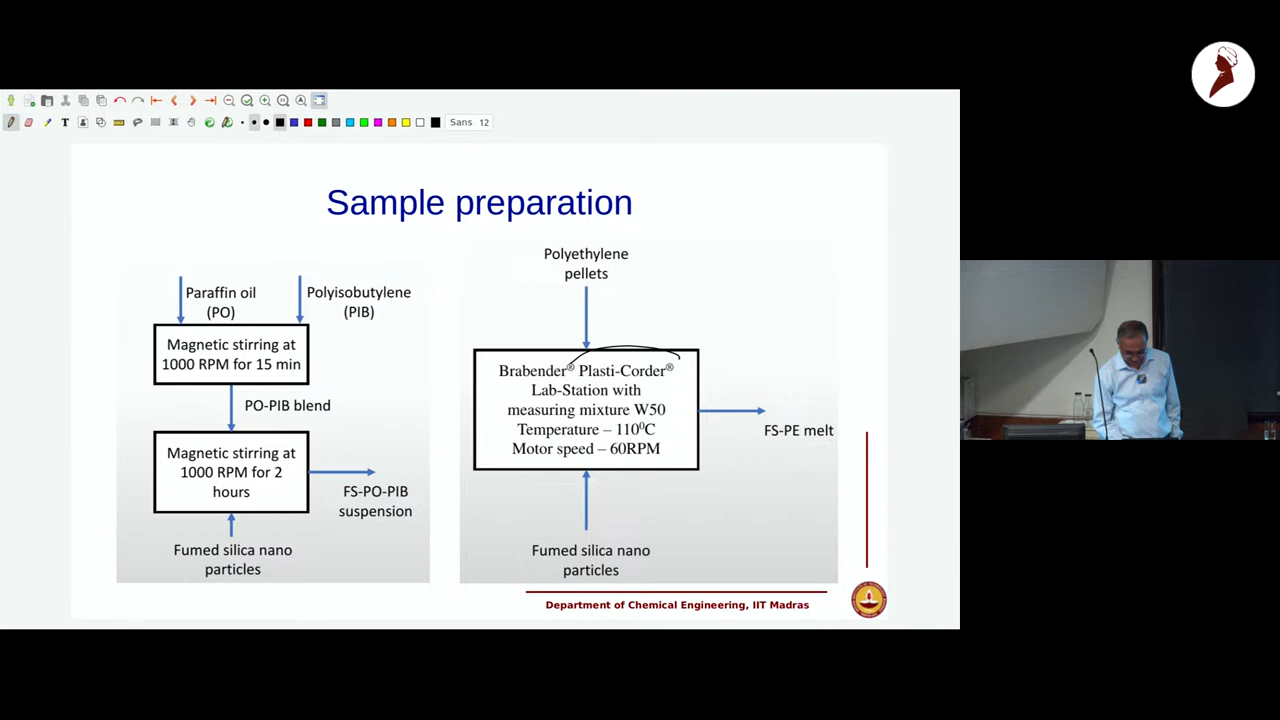 Sans 12
Sample preparation
Paraffin oil
(PO)
Polyisobutylene
(PIB)
Magnetic stirring at
1000 RPM for 15 min
PO-PIB blend
Magnetic stirring at
1000 RPM for 2
hours
FS-PO-PIB
suspension
Fumed silica nano
particles
Polyethylene
pellets
Brabender® Plasti-Corder®
Lab-Station with
measuring mixture W50
Temperature – 110⁰C
Motor speed – 60RPM
FS-PE melt
Fumed silica nano
particles
Department of Chemical Engineering, IIT Madras